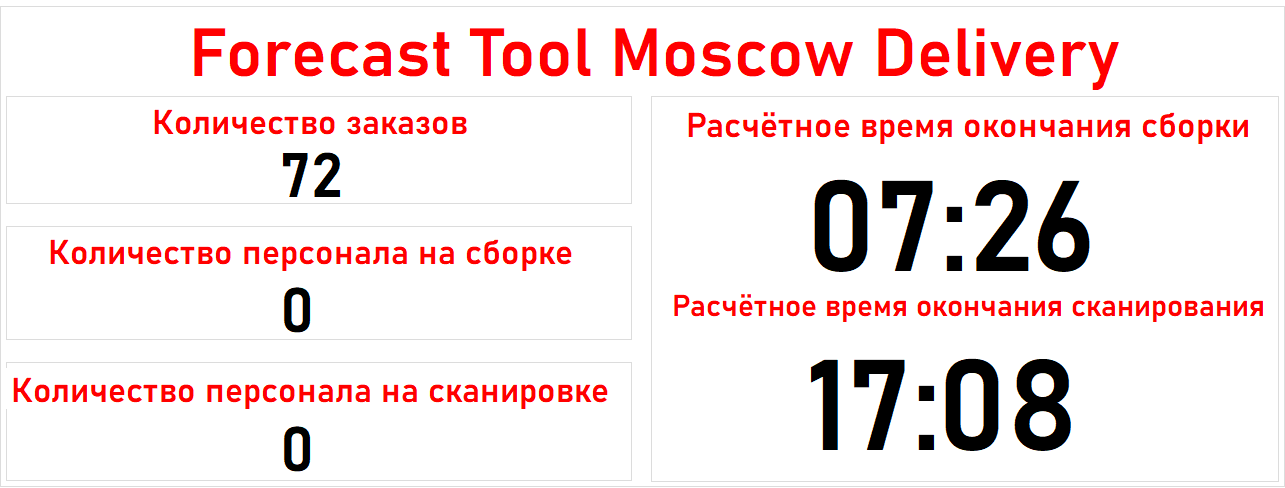 Forecast Tool Moscow Delivery
Количество заказов
72
Количество персонала на сборке
0
Количество персонала на сканировке
0
Расчётное время окончания сборки
07:26
Расчётное время окончания сканирования
17:08